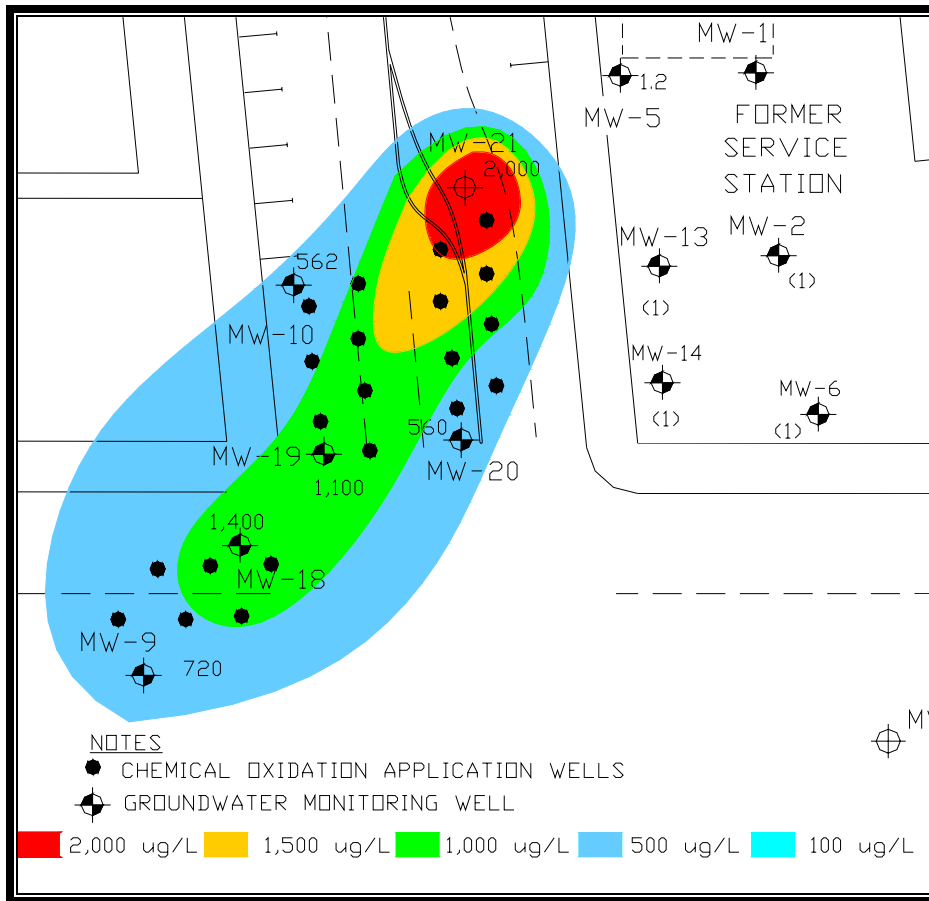 MW-1
1.2
MW-5
FORMER
SERVICE
STATION
MW-21
2,000
MW-13
MW-2
562
(1)
(1)
MW-10
MW-14
MW-6
(1)
(1)
560
MW-19
MW-20
1,100
1,400
MW-18
MW-9
720
NOTES
CHEMICAL OXIDATION APPLICATION WELLS
GROUNDWATER MONITORING WELL
2,000 ug/L 1,500 ug/L 1,000 ug/L 500 ug/L 100 ug/L